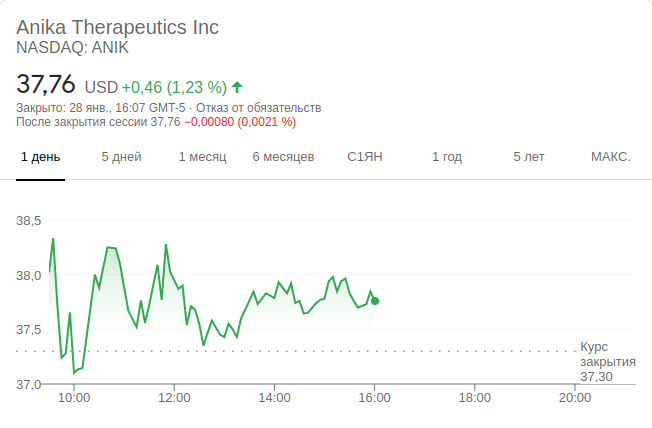 Anika Therapeutics Inc
NASDAQ: ANIK
37,76 USD +0,46 (1,23 %)
Закрыто: 28 янв., 16:07 GMT-5 · Отказ от обязательств
После закрытия сессии 37,76 −0,00080 (0,0021 %)
1 день 5 дней 1 месяц 6 месяцев С1ЯН 1 год 5 лет МАКС.
38,5
38,0
37,5
Курс
закрытия
37,30
37,0
10:00 12:00 14:00 16:00 18:00 20:00